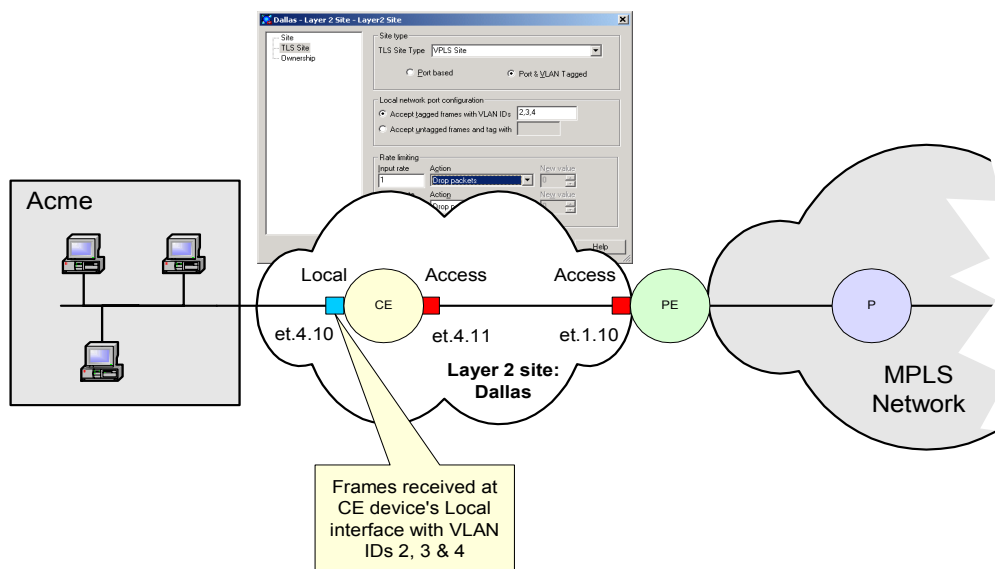 Dallas - Layer 2 Site - Layer2 Site
Site
TLS Site
Ownership
Site type
TLS Site Type
VPLS Site
Port based
Port & VLAN Tagged
Local network port configuration
Accept tagged frames with VLAN IDs
2,3,4
Accept untagged frames and tag with
Rate limiting
Input rate
Action
New value
1
Drop packets
0
Action
New value
Help
Acme
Local
CE
Access
Access
PE
P
et.4.10
et.4.11
et.1.10
Layer 2 site:
Dallas
MPLS
Network
Frames received at
CE device's Local
interface with VLAN
IDs 2, 3 & 4